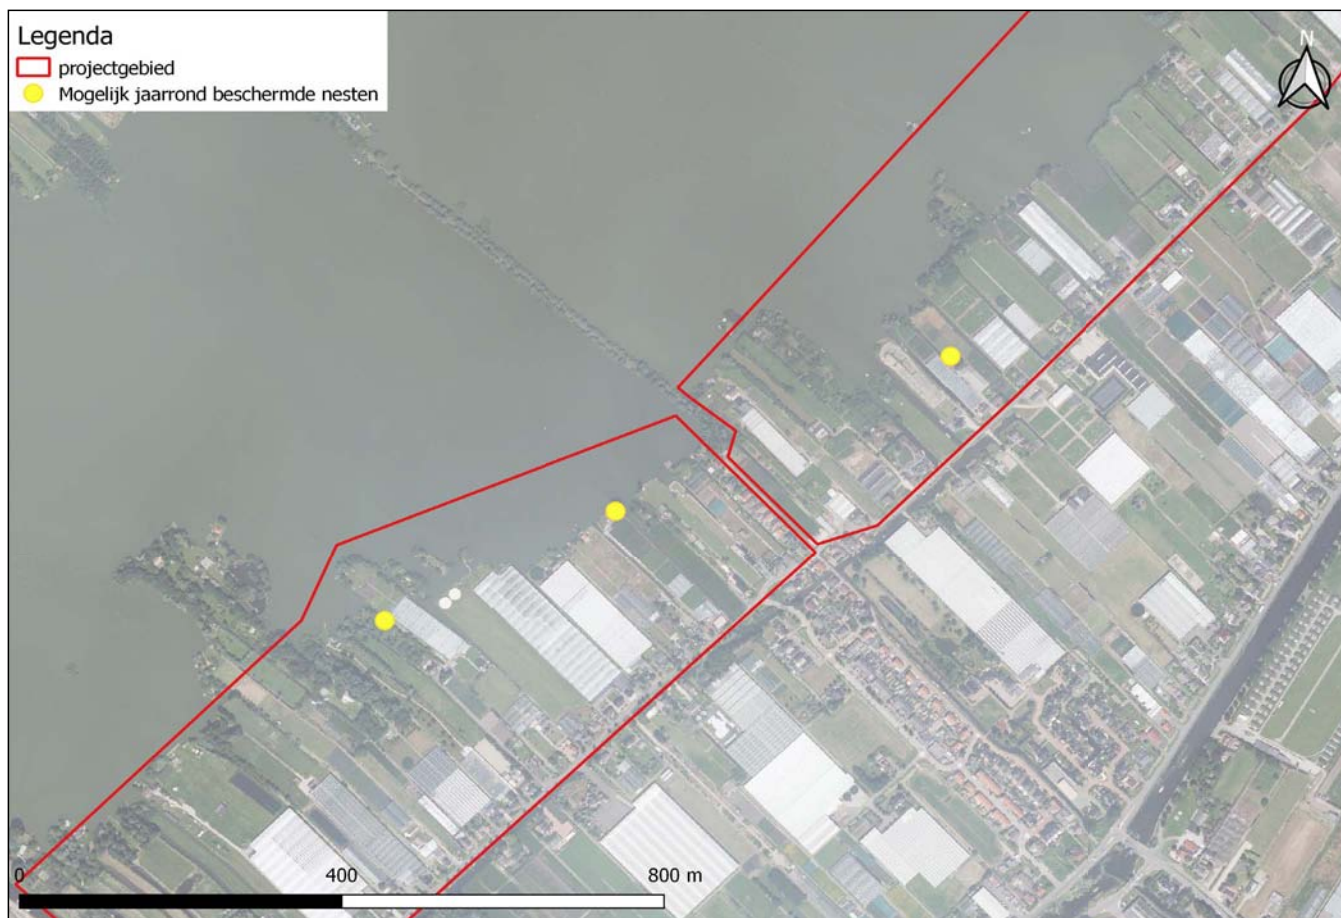 Legenda
projectgebied
Mogelijk jaarrond beschermde nesten
N
0 400 800 m